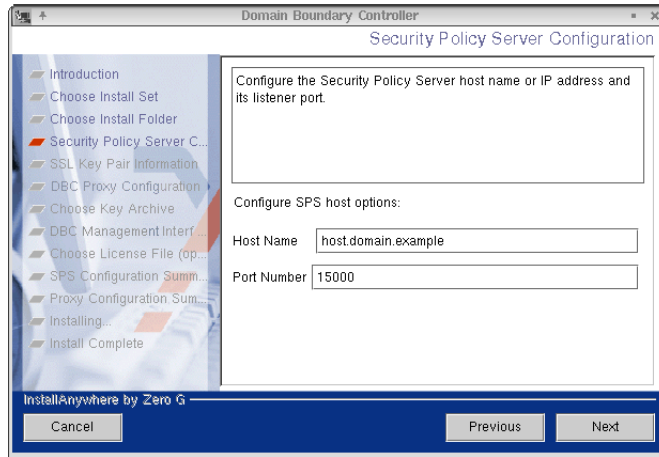 Domain Boundary Controller
Security Policy Server Configuration
Introduction
Choose Install Set
Choose Install Folder
Security Policy Server C...
SSL Key Pair Information
DBC Proxy Configuration
Choose Key Archive
DBC Management Interf...
Choose License File (op...
SPS Configuration Summ...
Proxy Configuration Sum...
Installing...
Install Complete
Configure the Security Policy Server host name or IP address and
its listener port.
Configure SPS host options:
Host Name host.domain.example
Port Number 15000
InstallAnywhere by Zero G
Cancel
Previous
Next